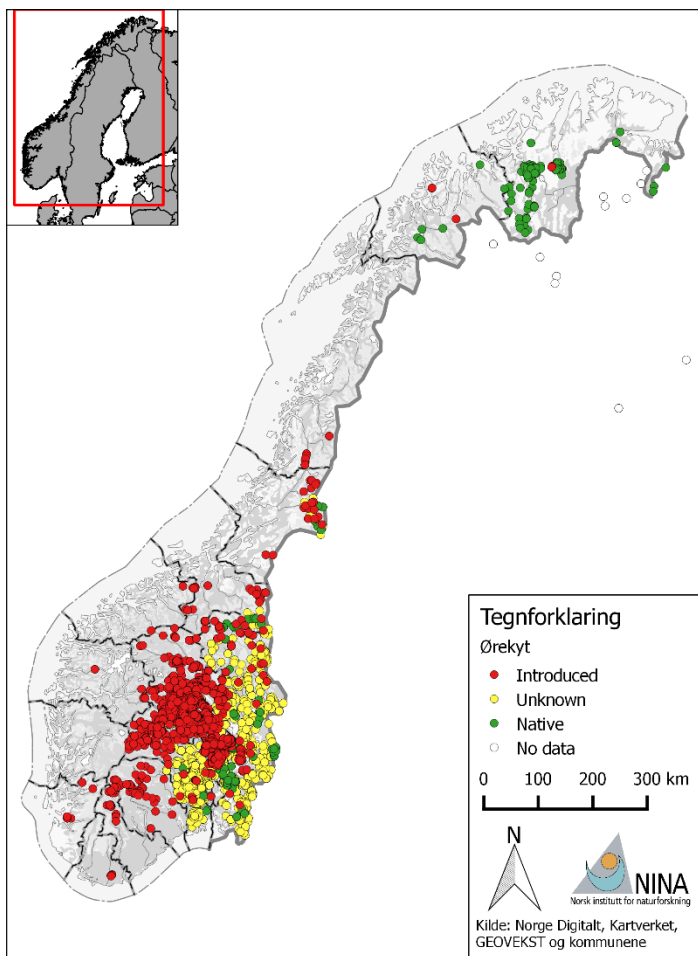 Tegnforklaring
Ørekyt
Introduced
Unknown
Native
No data
0 100 200 300 km
N
NINA
Norsk institutt for naturforskning
Kilde: Norge Digitalt, Kartverket,
GEOVEKST og kommunene